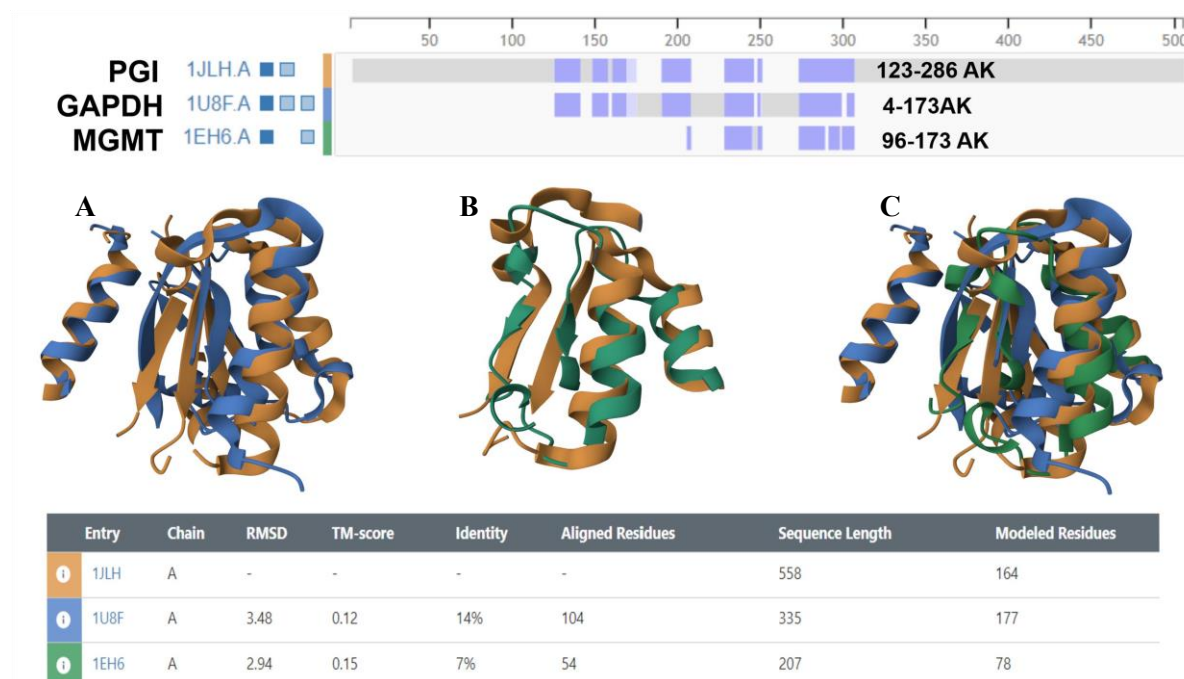 50 100 150 200 250 300 350 400 450 500
PGI 1JLH.A 123-286 AK
GAPDH 1U8F.A 4-173AK
MGMT 1EH6.A 96-173 AK
A B C
Entry Chain RMSD TM-score Identity Aligned Residues Sequence Length Modeled Residues
1JLH A - - - - 558 164
1U8F A 3.48 0.12 14% 104 335 177
1EH6 A 2.94 0.15 7% 54 207 78